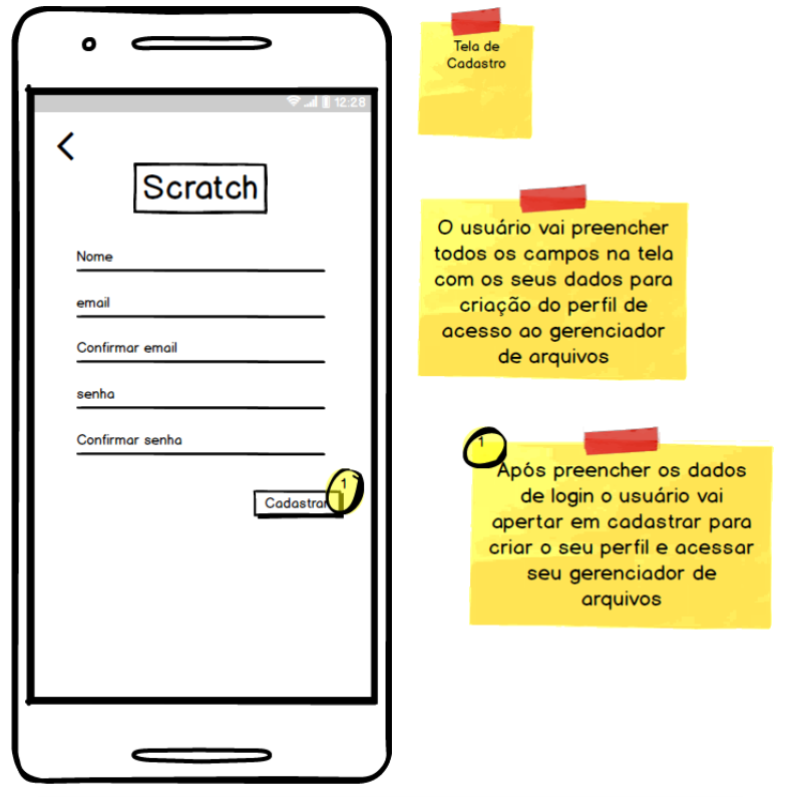 12:28
Scratch
Nome
email
Confirmar email
senha
Confirmar senha
Cadastrar
1
Tela de
Cadastro
O usuário vai preencher
todos os campos na tela
com os seus dados para
criação do perfil de
acesso ao gerenciador
de arquivos
1
Após preencher os dados
de login o usuário vai
apertar em cadastrar para
criar o seu perfil e acessar
seu gerenciador de
arquivos